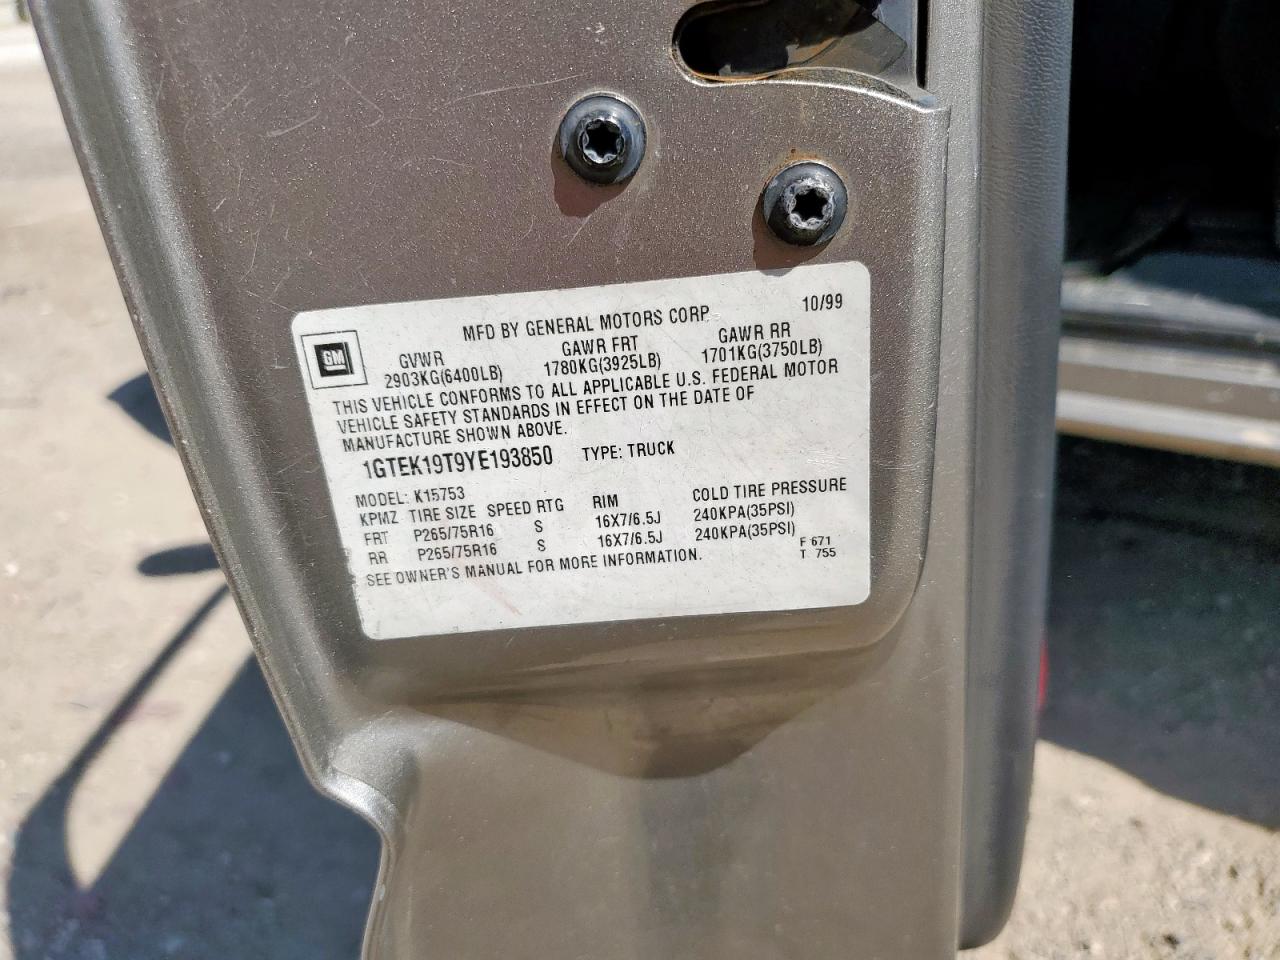 MFD BY GENERAL MOTORS CORP 10/99
GM
GVWR GAWR FRT GAWR RR
2903KG(6400LB) 1780KG(3925LB) 1701KG(3750LB)
THIS VEHICLE CONFORMS TO ALL APPLICABLE U.S. FEDERAL MOTOR
VEHICLE SAFETY STANDARDS IN EFFECT ON THE DATE OF
MANUFACTURE SHOWN ABOVE.
1GTEK19T9YE193850 TYPE: TRUCK
MODEL: K15753
KPMZ TIRE SIZE SPEED RTG RIM COLD TIRE PRESSURE
FRT P265/75R16 S 16X7/6.5J 240KPA(35PSI)
RR P265/75R16 S 16X7/6.5J 240KPA(35PSI)
SEE OWNER'S MANUAL FOR MORE INFORMATION.
F 671
T 755